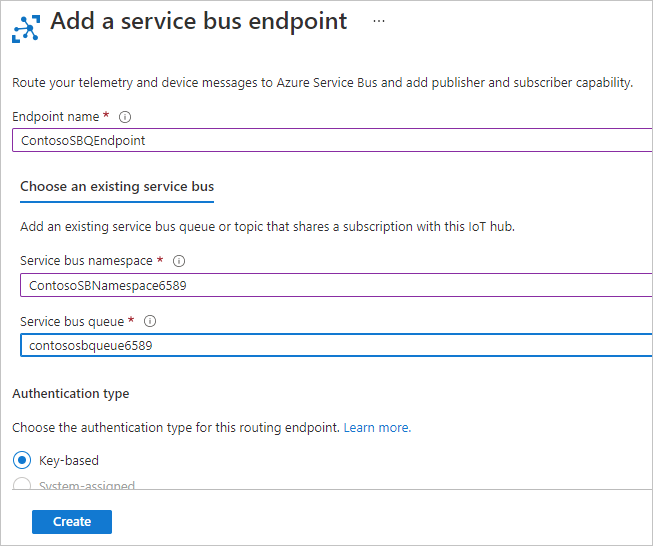 Add a service bus endpoint ...
Route your telemetry and device messages to Azure Service Bus and add publisher and subscriber capability.
Endpoint name *
ContosoSBQEndpoint
Choose an existing service bus
Add an existing service bus queue or topic that shares a subscription with this IoT hub.
Service bus namespace *
ContosoSBNamespace6589
Service bus queue *
contososbqueue6589
Authentication type
Choose the authentication type for this routing endpoint. Learn more.
Key-based
System-assigned
Create